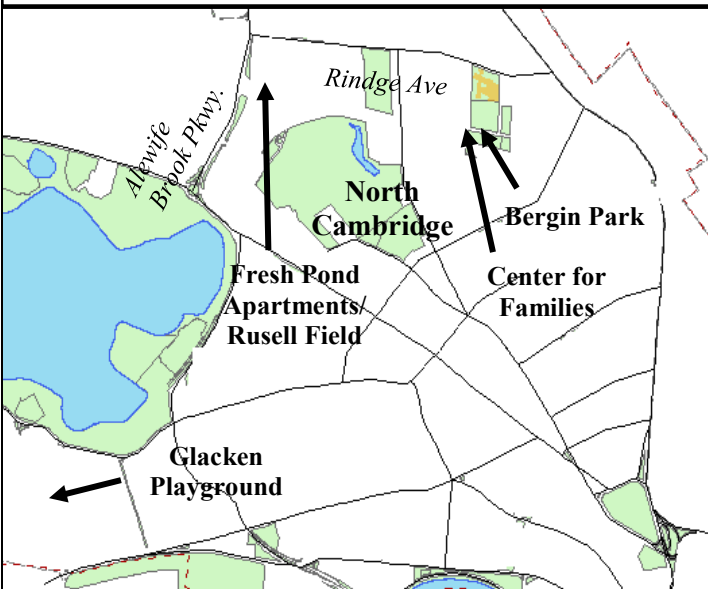 Rindge Ave
Alewife
Brook Pkwy.
North
Cambridge
Bergin Park
Center for
Families
Fresh Pond
Apartments/
Rusell Field
Glacken
Playground